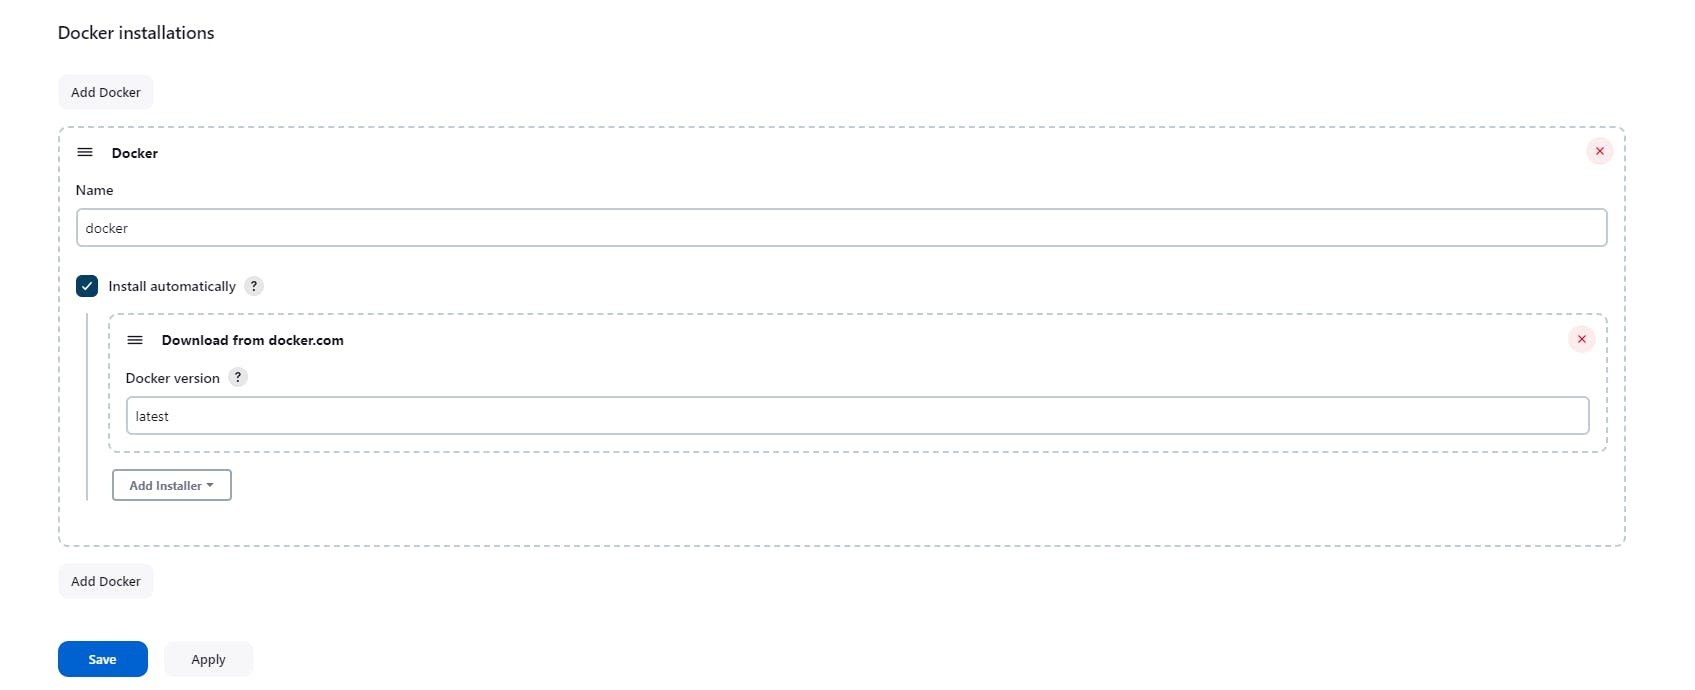 Docker installations
Add Docker
Docker
Name
docker
Install automatically ?
Download from docker.com
Docker version ?
latest
Add Installer
Add Docker
Save Apply